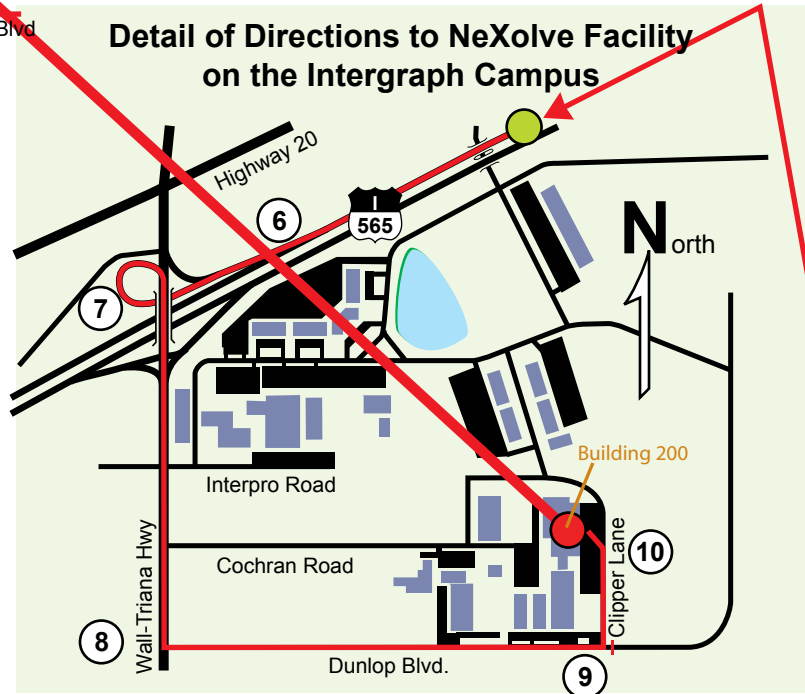 Blvd
Detail of Directions to NeXolve Facility
on the Intergraph Campus
Highway 20
6
I
565
North
7
Building 200
Interpro Road
Wall-Triana Hwy
Cochran Road
Clipper Lane
10
8
Dunlop Blvd.
9